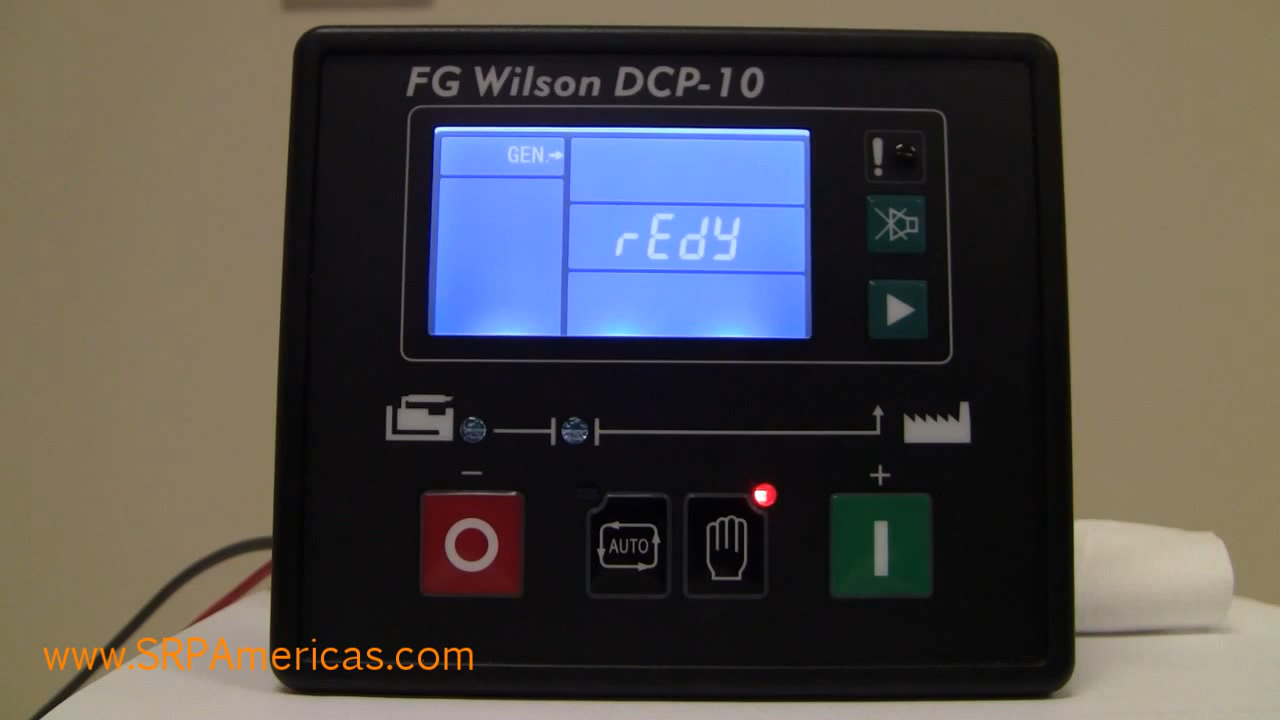 FG Wilson DCP-10
GEN.
rEdy
!
- +
O AUTO I
www.SRPAmericas.com